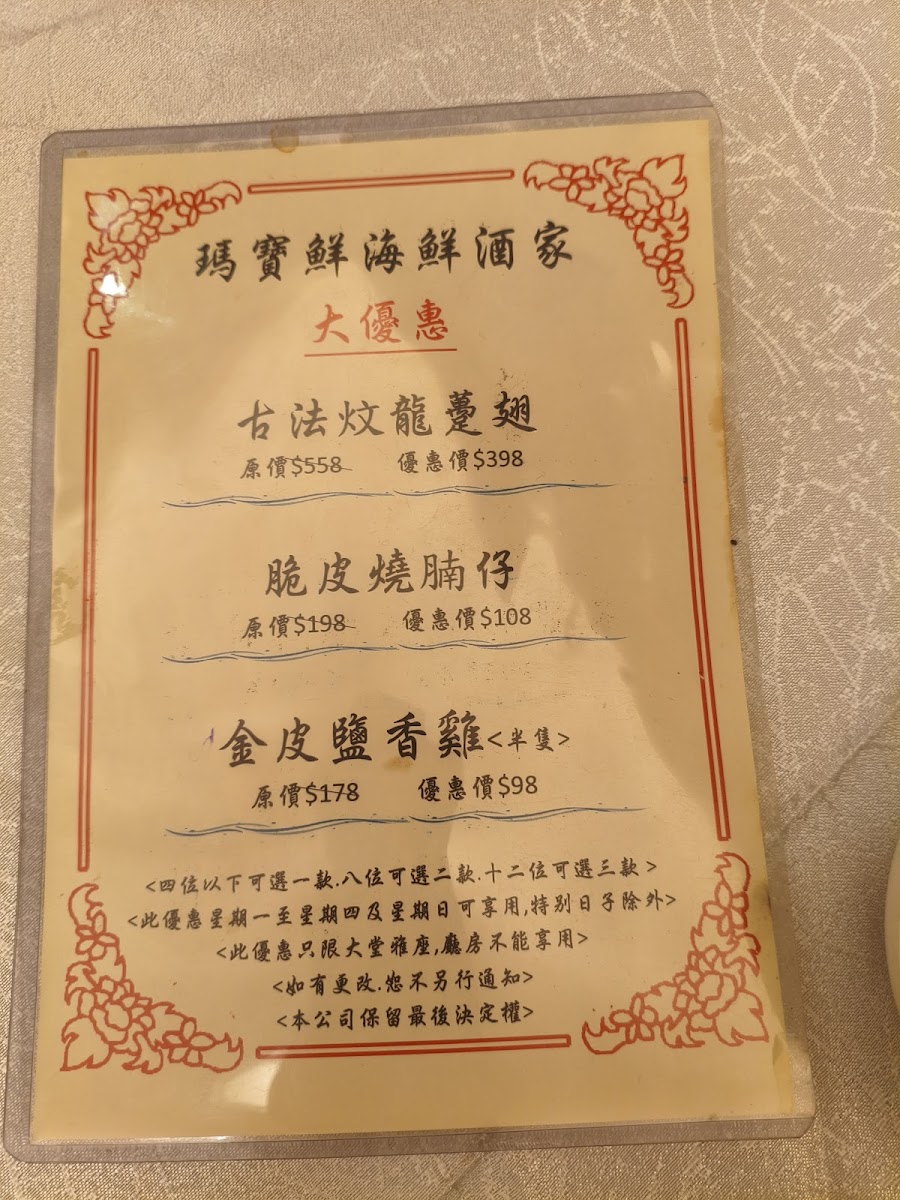 瑪寶鮮海鮮酒家
大優惠
古法炆龍躉翅
原價$558 優惠價$398
脆皮燒腩仔
原價$198 優惠價$108
金皮鹽香雞<半隻>
原價$178 優惠價$98
<四位以下可選一款.八位可選二款.十二位可選三款>
<此優惠星期一至星期四及星期日可享用,特別日子除外>
<此優惠只限大堂雅座,廳房不能享用>
<如有更改.恕不另行通知>
<本公司保留最後決定權>